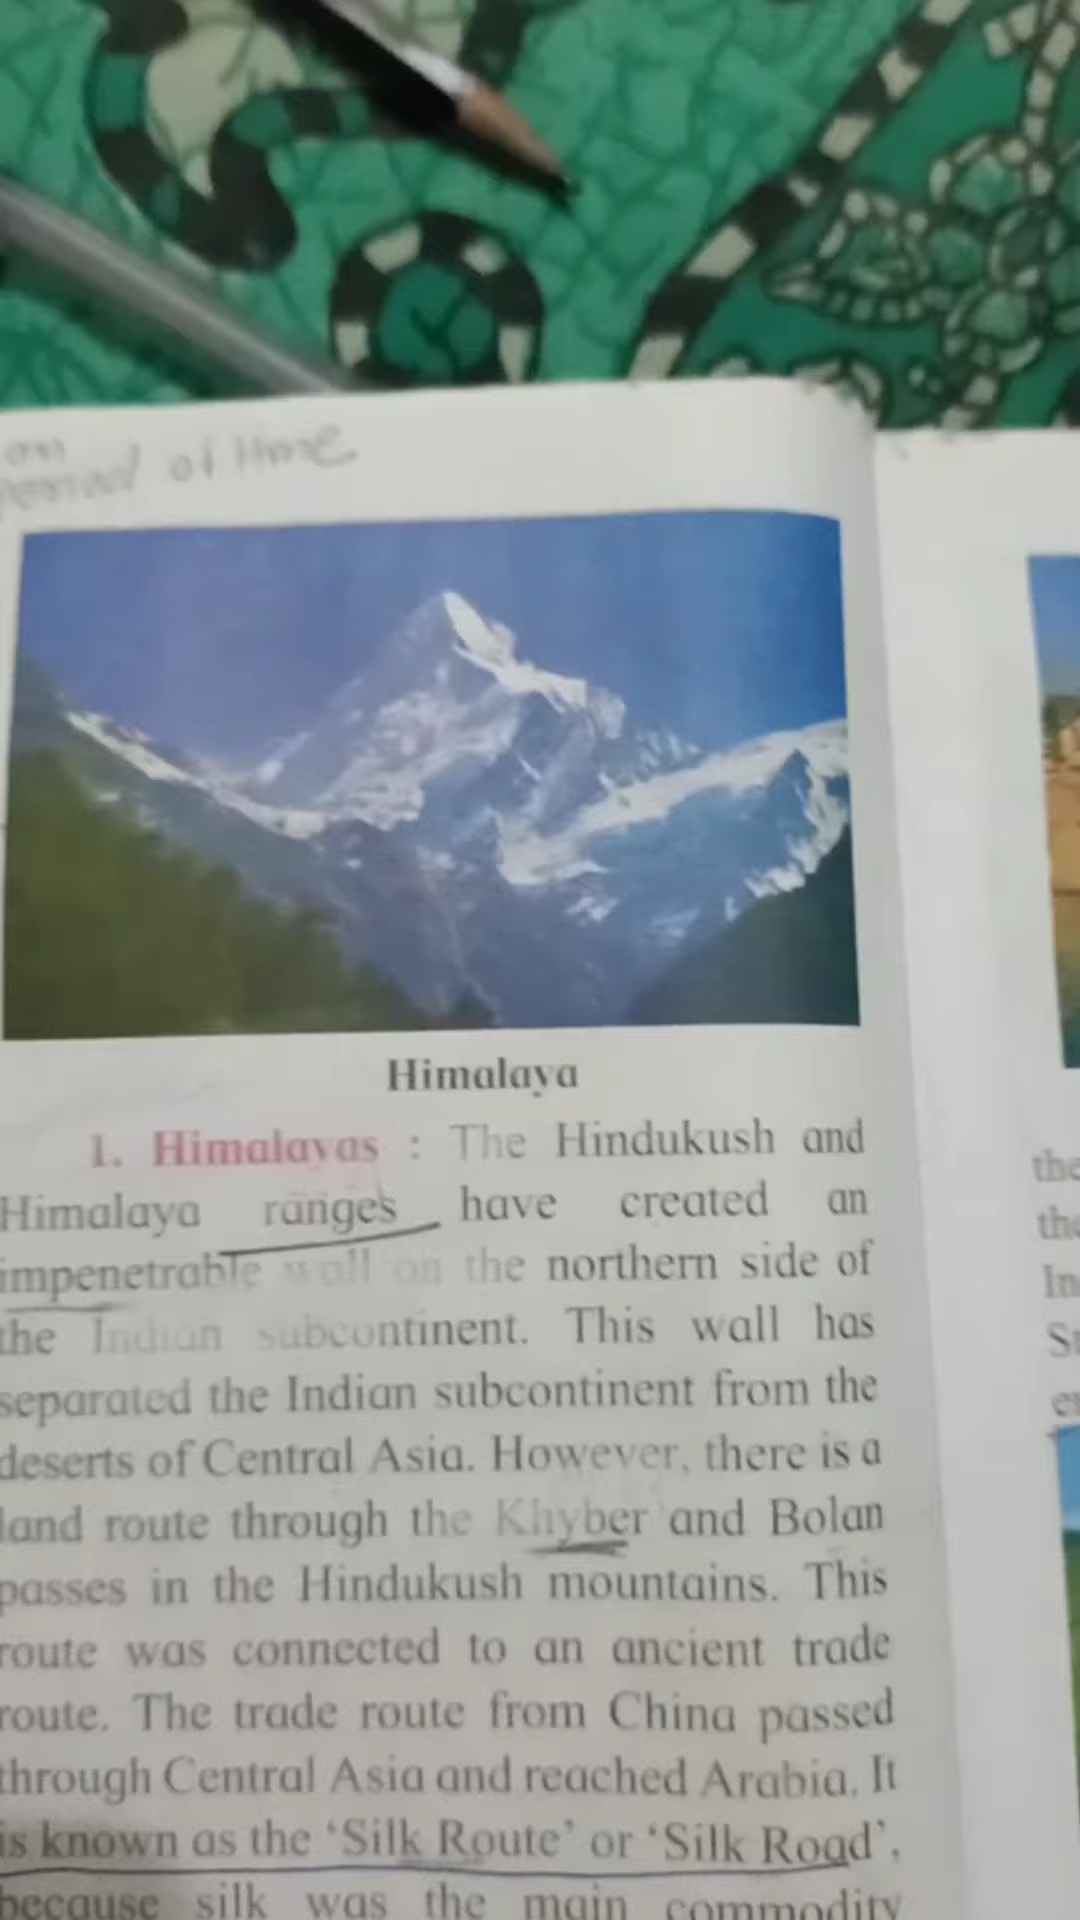 period of time
Himalaya
1. Himalayas : The Hindukush and
Himalaya ranges have created an
impenetrable wall on the northern side of
the Indian subcontinent. This wall has
separated the Indian subcontinent from the
deserts of Central Asia. However, there is a
land route through the Khyber and Bolan
passes in the Hindukush mountains. This
route was connected to an ancient trade
route. The trade route from China passed
through Central Asia and reached Arabia. It
is known as the ‘Silk Route’ or ‘Silk Road’,
because silk was the main commodity